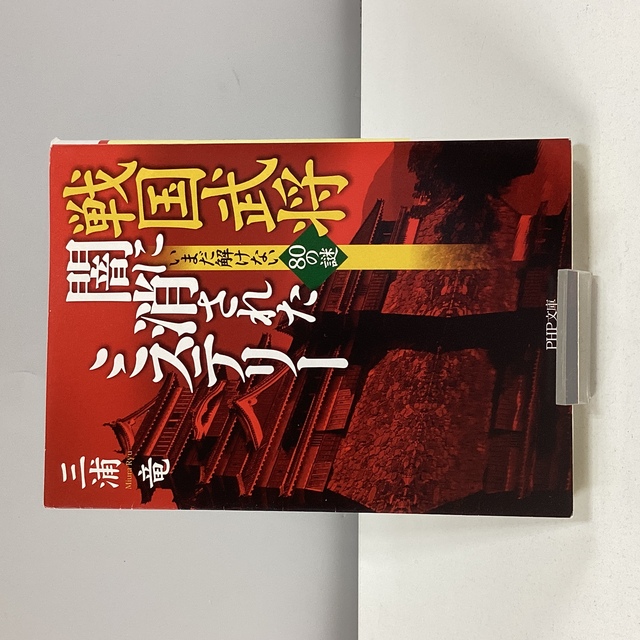 戦国武将
闇に
消された
ミステリー
いまだ解けない
80の謎
三浦
竜
Miura Ryu
PHP文庫